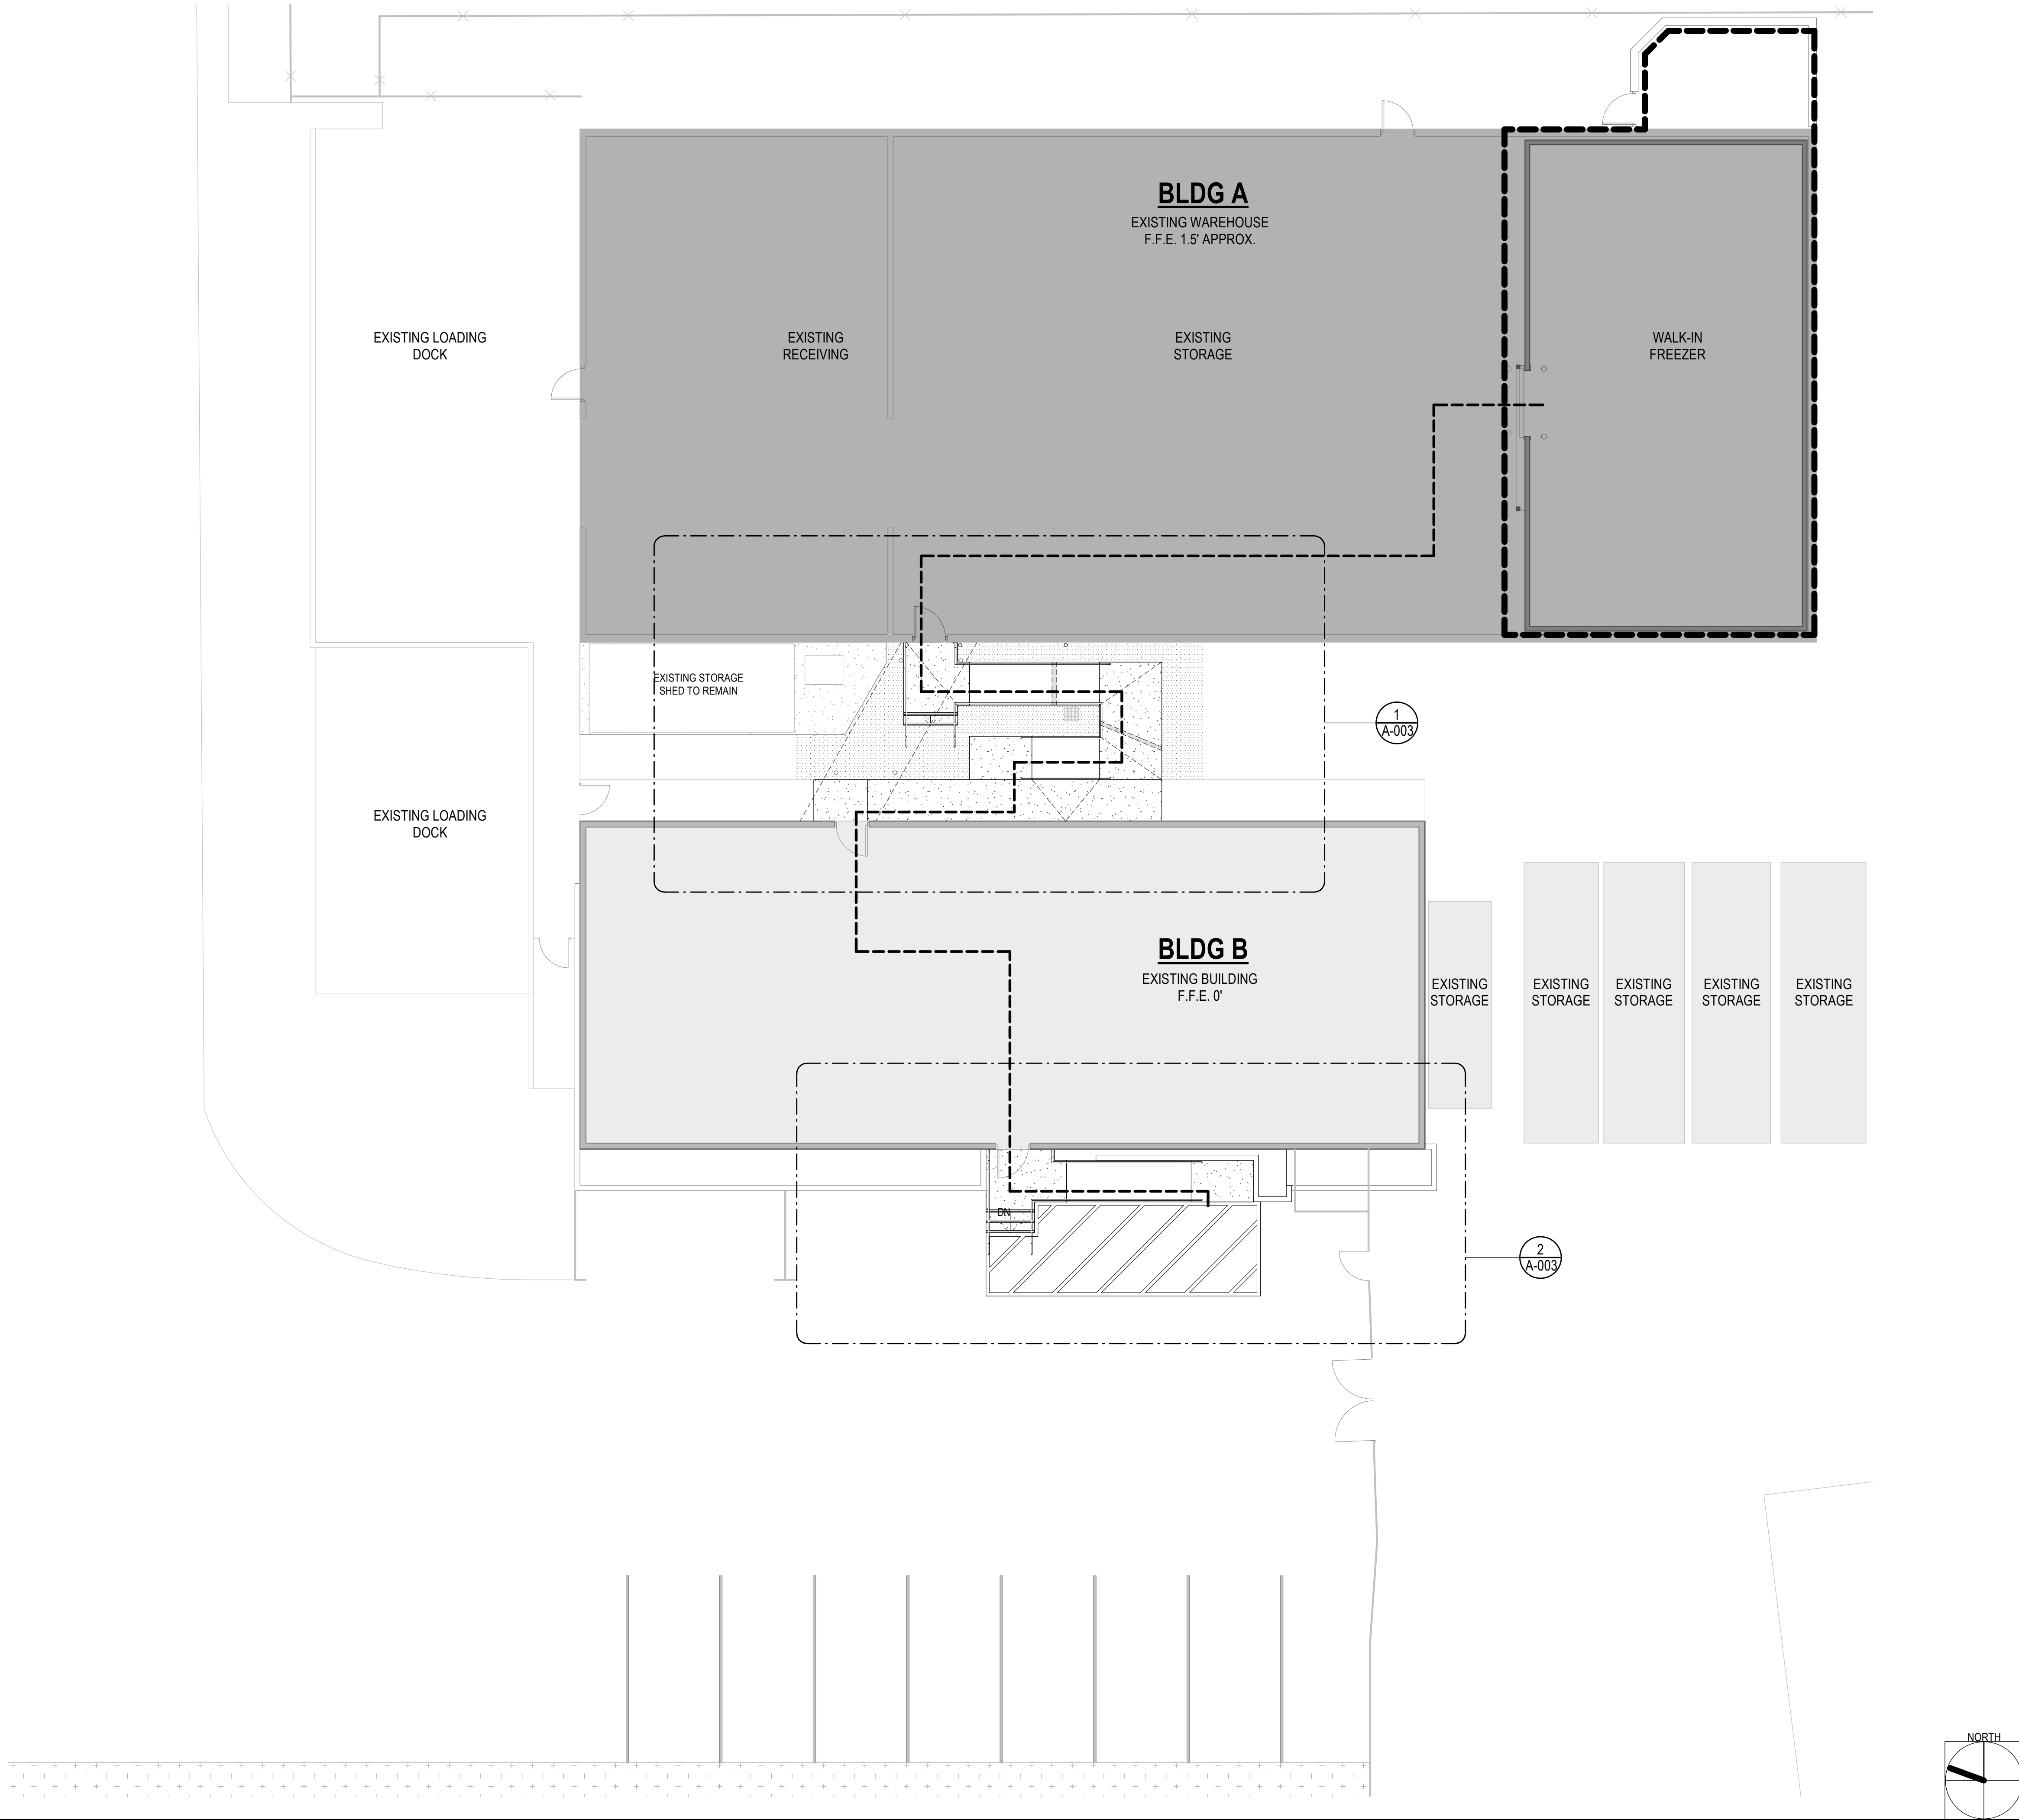 BLDG A
EXISTING WAREHOUSE
F.F.E. 1.5' APPROX.
EXISTING LOADING
DOCK
EXISTING
RECEIVING
EXISTING
STORAGE
WALK-IN
FREEZER
EXISTING STORAGE
SHED TO REMAIN
1
A-003
EXISTING LOADING
DOCK
BLDG B
EXISTING BUILDING
F.F.E. 0'
EXISTING
STORAGE
EXISTING
STORAGE
EXISTING
STORAGE
EXISTING
STORAGE
EXISTING
STORAGE
DN
2
A-003
NORTH